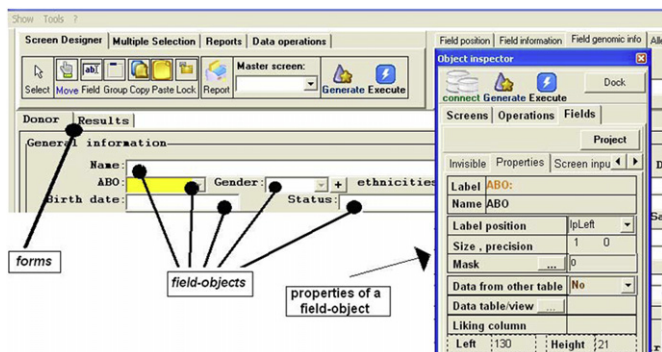 Show Tools ?
Screen Designer Multiple Selection Reports Data operations
Select Move Field Group Copy Paste Lock Report Master screen: Generate Execute
Donor Results
General information
Name:
ABO: Gender: + ethnicities
Birth date: Status:
forms
field-objects
properties of a
field-object
Field position Field information Field genomic info
Object inspector
connect Generate Execute Dock
Screens Operations Fields
Project
Invisible Properties Screen inpu
Label ABO:
Name ABO
Label position lpLeft
Size , precision 1 0
Mask ... 0
Data from other table No
Data table/view ...
Liking column
Left 130 Height 21